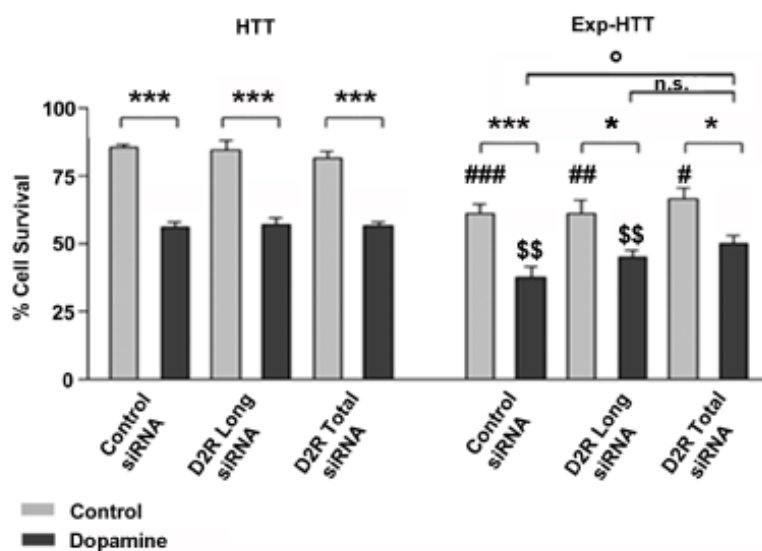 HTT Exp-HTT
°
n.s.
*** *** *** *** * *
### ## #
$$ $$
% Cell Survival
100
75
50
25
0
Control siRNA
D2R Long siRNA
D2R Total siRNA
Control siRNA
D2R Long siRNA
D2R Total siRNA
Control
Dopamine